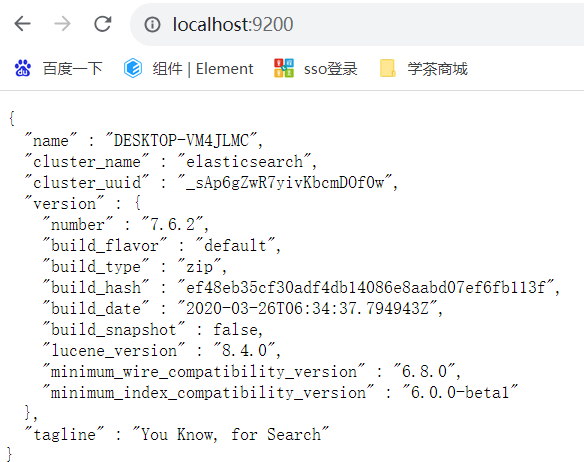 localhost:9200
百度一下 组件 | Element sso登录 学茶商城
{
"name" : "DESKTOP-VM4JLMC",
"cluster_name" : "elasticsearch",
"cluster_uuid" : "_sAp6gZwR7yivKbcmDOf0w",
"version" : {
"number" : "7.6.2",
"build_flavor" : "default",
"build_type" : "zip",
"build_hash" : "ef48eb35cf30adf4db14086e8aabd07ef6fb113f",
"build_date" : "2020-03-26T06:34:37.794943Z",
"build_snapshot" : false,
"lucene_version" : "8.4.0",
"minimum_wire_compatibility_version" : "6.8.0",
"minimum_index_compatibility_version" : "6.0.0-beta1"
},
"tagline" : "You Know, for Search"
}